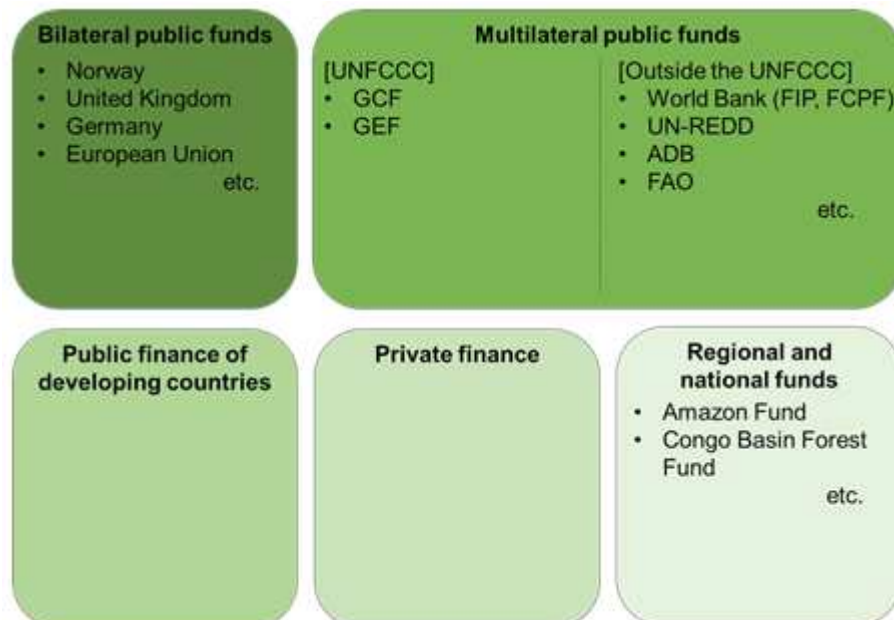 Bilateral public funds
• Norway
• United Kingdom
• Germany
• European Union
etc.
Multilateral public funds
[UNFCCC]
• GCF
• GEF
[Outside the UNFCCC]
• World Bank (FIP, FCPF)
• UN-REDD
• ADB
• FAO
etc.
Public finance of
developing countries
Private finance
Regional and
national funds
• Amazon Fund
• Congo Basin Forest
Fund
etc.